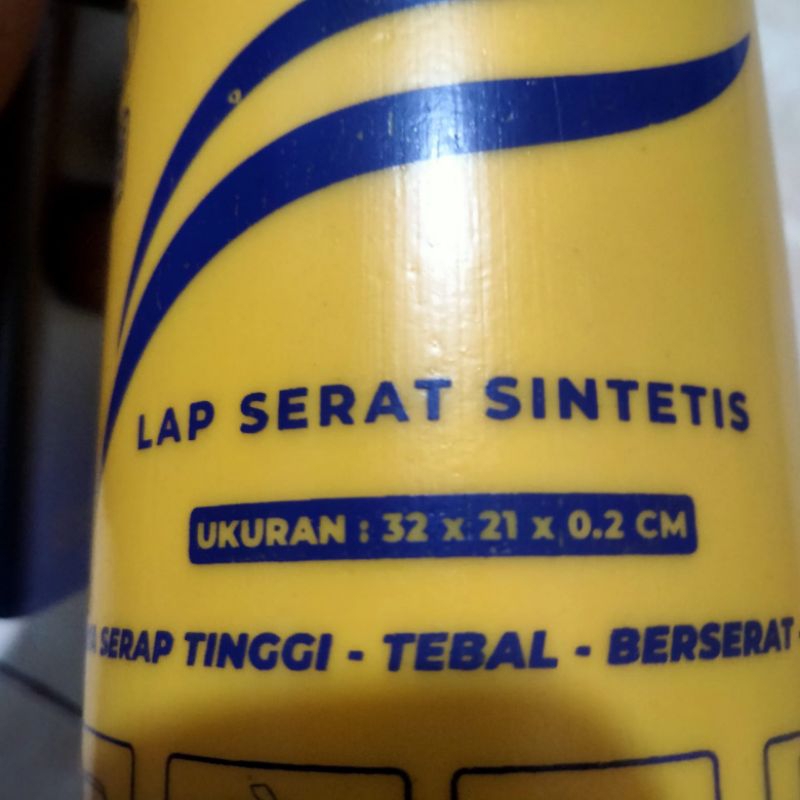 LAP SERAT SINTETIS
UKURAN : 32 x 21 x 0.2 CM
SERAP TINGGI - TEBAL - BERSERAT